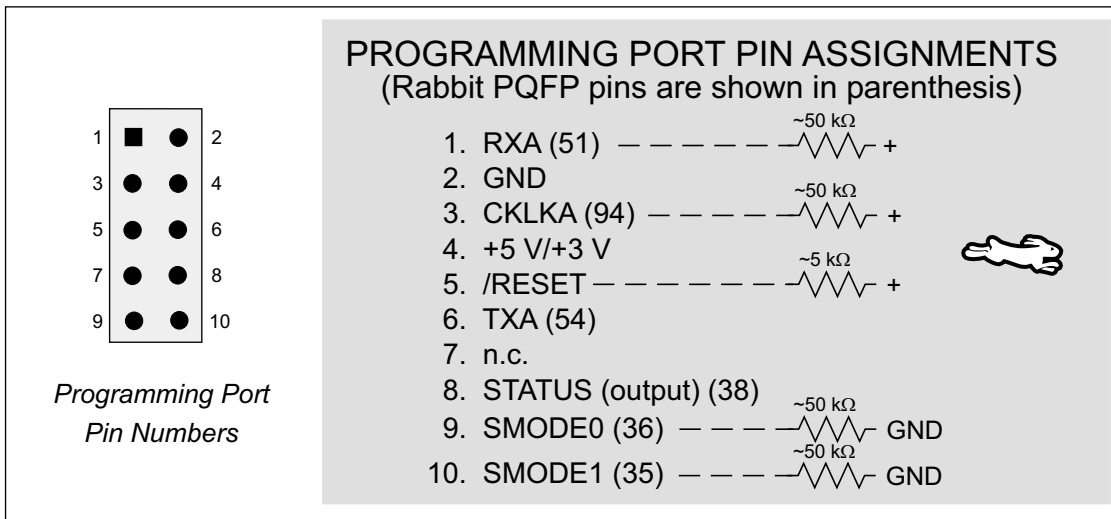 PROGRAMMING PORT PIN ASSIGNMENTS
(Rabbit PQFP pins are shown in parenthesis)
1 2
3 4
5 6
7 8
9 10
Programming Port
Pin Numbers
~50 kΩ
1. RXA (51) +
2. GND
~50 kΩ
3. CKLKA (94) +
4. +5 V/+3 V
~5 kΩ
5. /RESET +
6. TXA (54)
7. n.c.
8. STATUS (output) (38)
~50 kΩ
9. SMODE0 (36) GND
~50 kΩ
10. SMODE1 (35) GND